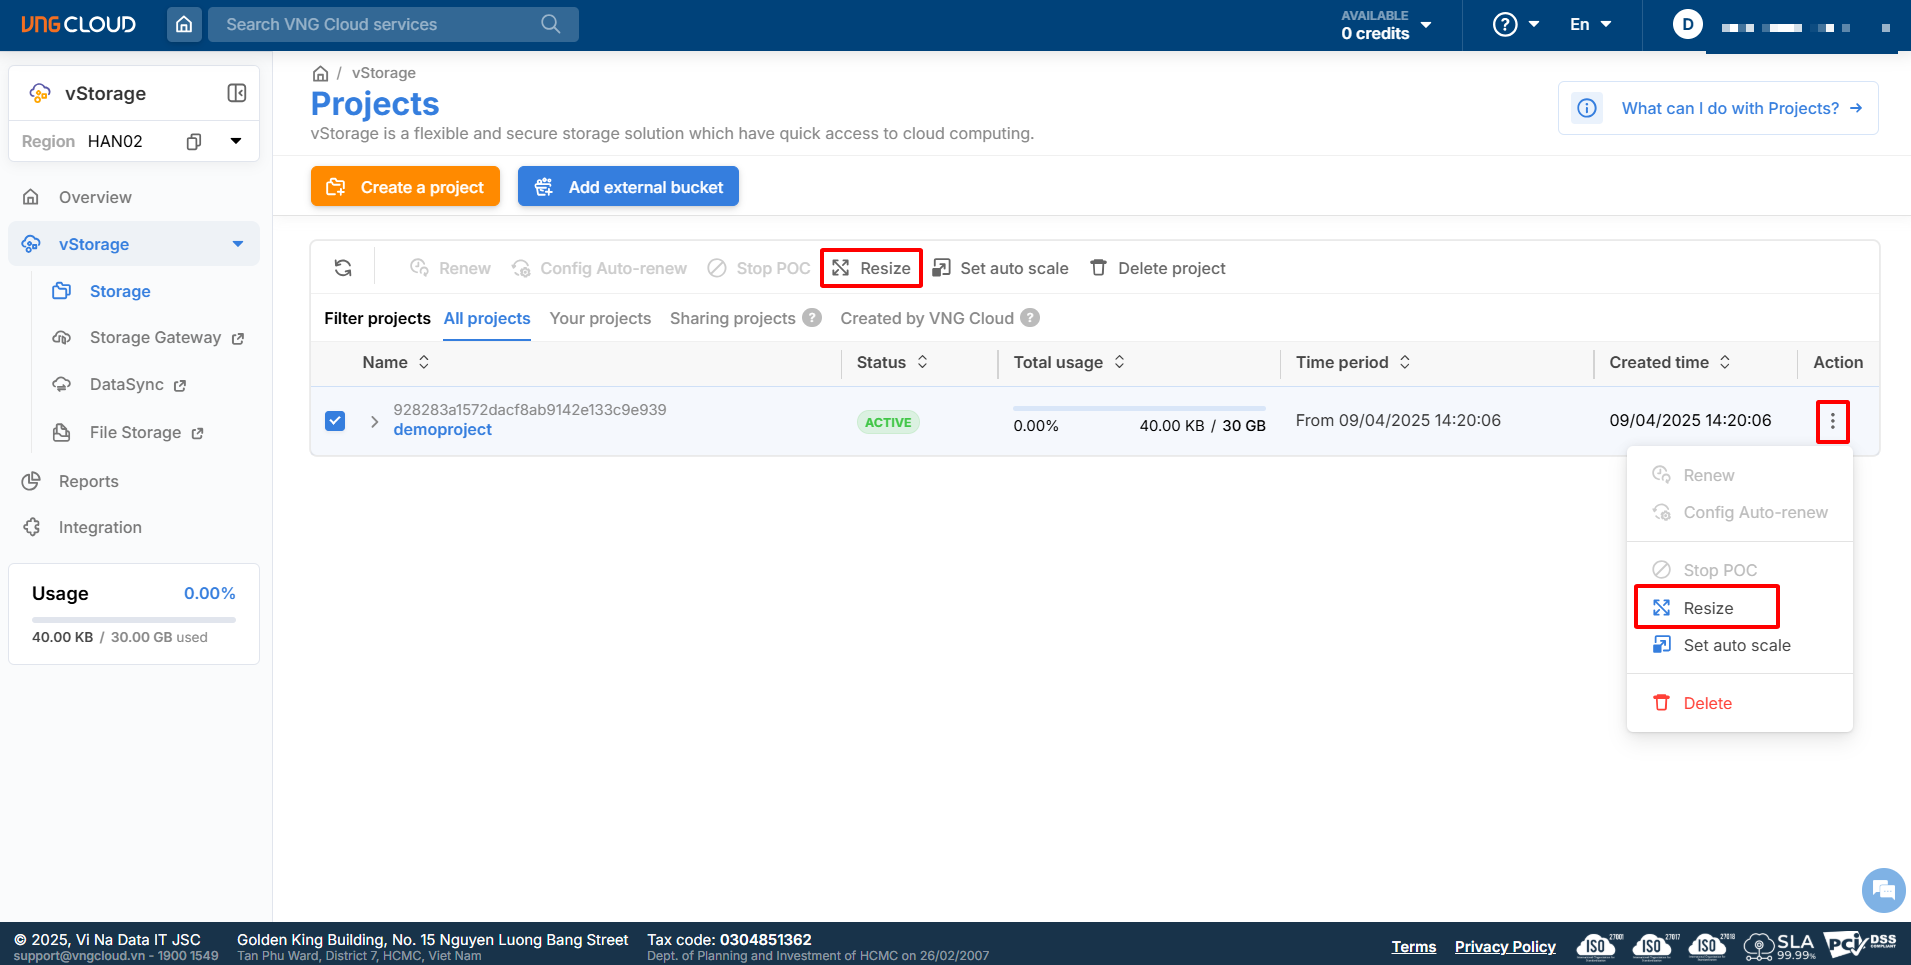 VNG CLOUD
Search VNG Cloud services
AVAILABLE
0 credits
?
En
D
vStorage
Region HAN02
Overview
vStorage
Storage
Storage Gateway
DataSync
File Storage
Reports
Integration
Usage 0.00%
40.00 KB / 30.00 GB used
/ vStorage
Projects
vStorage is a flexible and secure storage solution which have quick access to cloud computing.
What can I do with Projects?
Create a project
Add external bucket
Renew Config Auto-renew Stop POC Resize Set auto scale Delete project
Filter projects All projects Your projects Sharing projects ? Created by VNG Cloud ?
Name Status Total usage Time period Created time Action
928283a1572dacf8ab9142e133c9e939
demoproject
ACTIVE
0.00% 40.00 KB / 30 GB
From 09/04/2025 14:20:06
09/04/2025 14:20:06
Renew
Config Auto-renew
Stop POC
Resize
Set auto scale
Delete
© 2025, Vi Na Data IT JSC
support@vngcloud.vn - 1900 1549
Golden King Building, No. 15 Nguyen Luong Bang Street
Tan Phu Ward, District 7, HCMC, Viet Nam
Tax code: 0304851362
Dept. of Planning and Investment of HCMC on 26/02/2007
Terms
Privacy Policy
ISO 27001
ISO 27017
ISO 27018
SLA
99.99%
PCI DSS
COMPLIANT